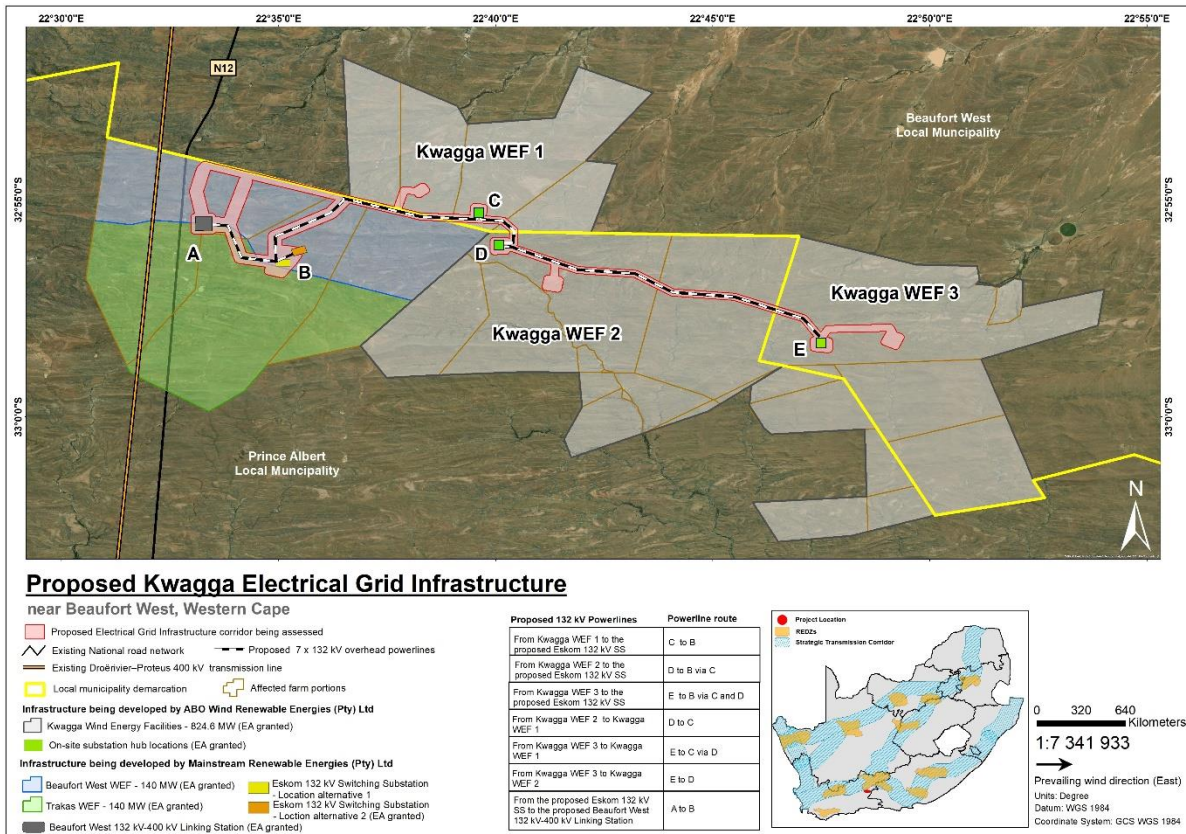 22°30'0"E 22°35'0"E 22°40'0"E 22°45'0"E 22°50'0"E 22°55'0"E
N12
Beaufort West
Local Muncipality
Kwagga WEF 1
32°55'0"S
32°55'0"S
C
A
B
D
Kwagga WEF 3
Kwagga WEF 2
E
33°0'0"S
33°0'0"S
Prince Albert
Local Muncipality
N
Proposed Kwagga Electrical Grid Infrastructure
near Beaufort West, Western Cape
Proposed Electrical Grid Infrastructure corridor being assessed
Existing National road network
Proposed 7 x 132 kV overhead powerlines
Existing Droërivier–Proteus 400 kV transmission line
Local municipality demarcation
Affected farm portions
Infrastructure being developed by ABO Wind Renewable Energies (Pty) Ltd
Kwagga Wind Energy Facilities - 824.6 MW (EA granted)
On-site substation hub locations (EA granted)
Infrastructure being developed by Mainstream Renewable Energies (Pty) Ltd
Beaufort West WEF - 140 MW (EA granted)
Eskom 132 kV Switching Substation
- Location alternative 1
Trakas WEF - 140 MW (EA granted)
Eskom 132 kV Switching Substation
- Loction alternative 2 (EA granted)
Beaufort West 132 kV-400 kV Linking Station (EA granted)
Proposed 132 kV Powerlines Powerline route
From Kwagga WEF 1 to the
proposed Eskom 132 kV SS
C to B
From Kwagga WEF 2 to the
proposed Eskom 132 kV SS
D to B via C
From Kwagga WEF 3 to the
proposed Eskom 132 kV SS
E to B via C and D
From Kwagga WEF 2 to Kwagga
WEF 1
D to C
From Kwagga WEF 3 to Kwagga
WEF 1
E to C via D
From Kwagga WEF 3 to Kwagga
WEF 2
E to D
From the proposed Eskom 132 kV
SS to the proposed Beaufort West
132 kV-400 kV Linking Station
A to B
Project Location
REDZs
Strategic Transmission Corridor
0 320 640
Kilometers
1:7 341 933
Prevailing wind direction (East)
Units: Degree
Datum: WGS 1984
Coordinate System: GCS WGS 1984